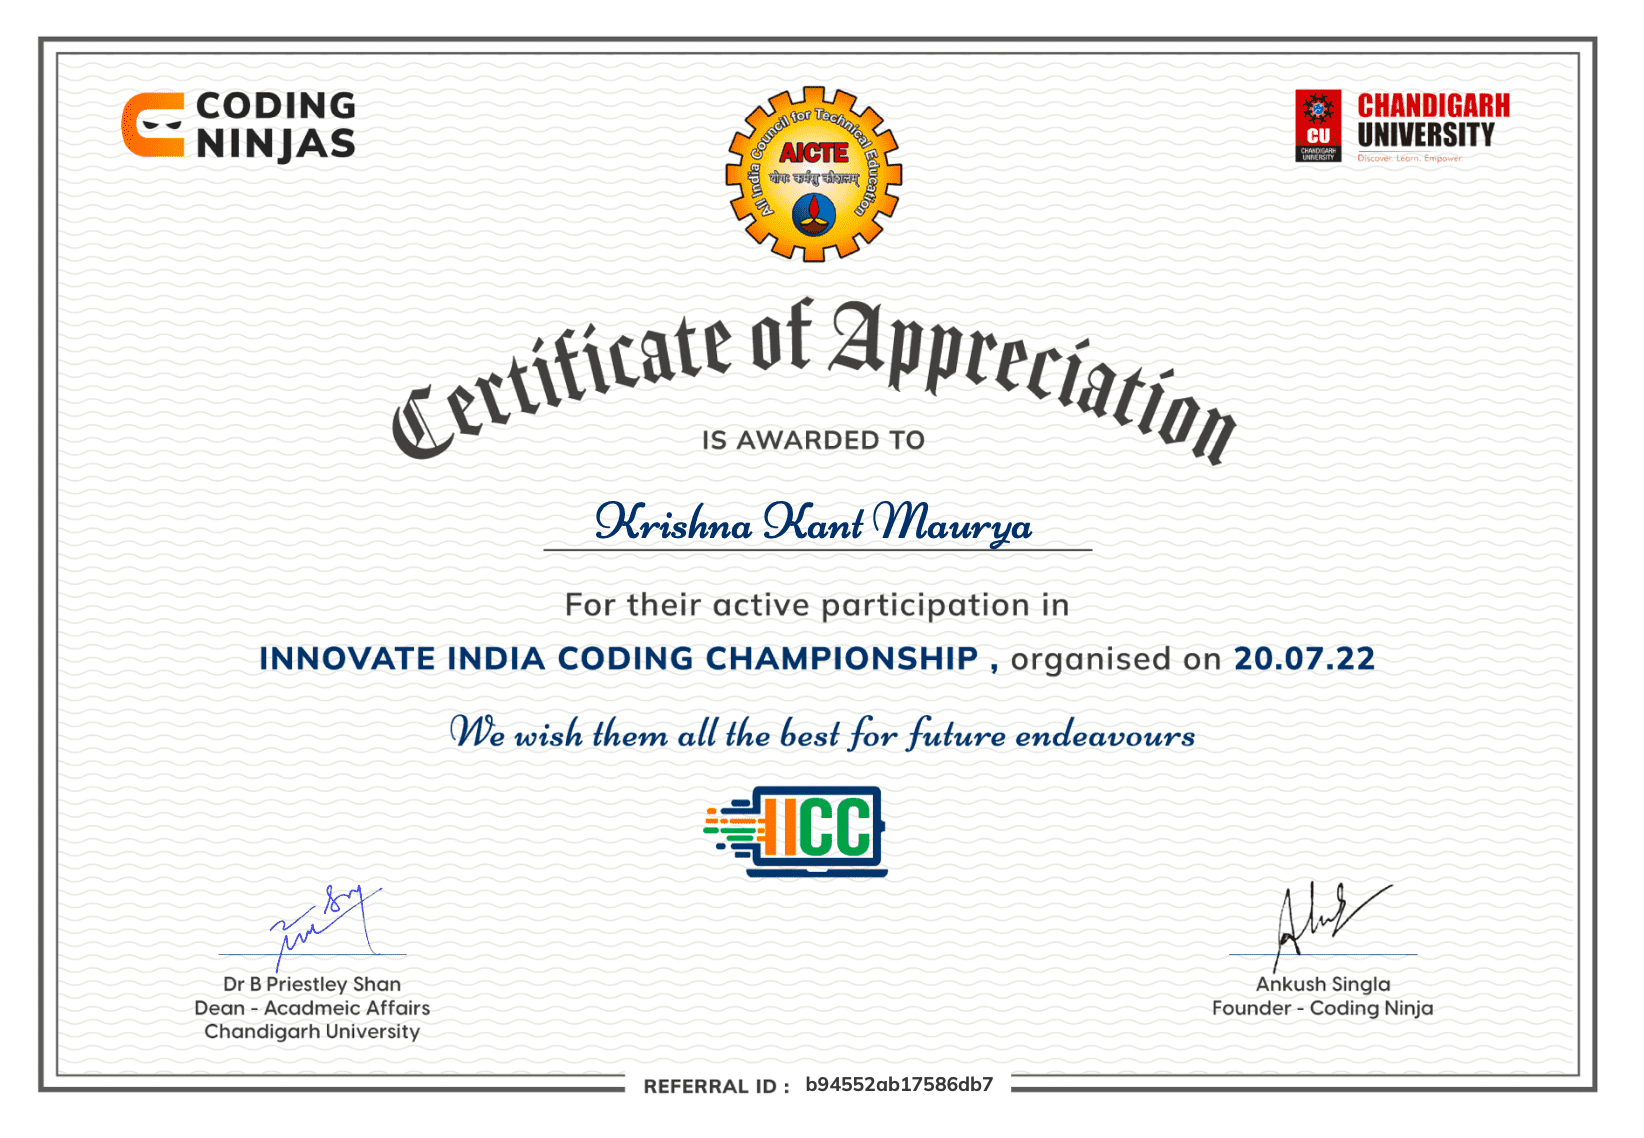 CODING
NINJAS
All India Council for Technical Education
AICTE
योगः कर्मसु कौशलम्
CU
CHANDIGARH
UNIVERSITY
CHANDIGARH
UNIVERSITY
Discover. Learn. Empower.
Certificate of Appreciation
IS AWARDED TO
Krishna Kant Maurya
For their active participation in
INNOVATE INDIA CODING CHAMPIONSHIP , organised on 20.07.22
We wish them all the best for future endeavours
IICC
Dr B Priestley Shan
Dean - Acadmeic Affairs
Chandigarh University
Ankush Singla
Founder - Coding Ninja
REFERRAL ID : b94552ab17586db7